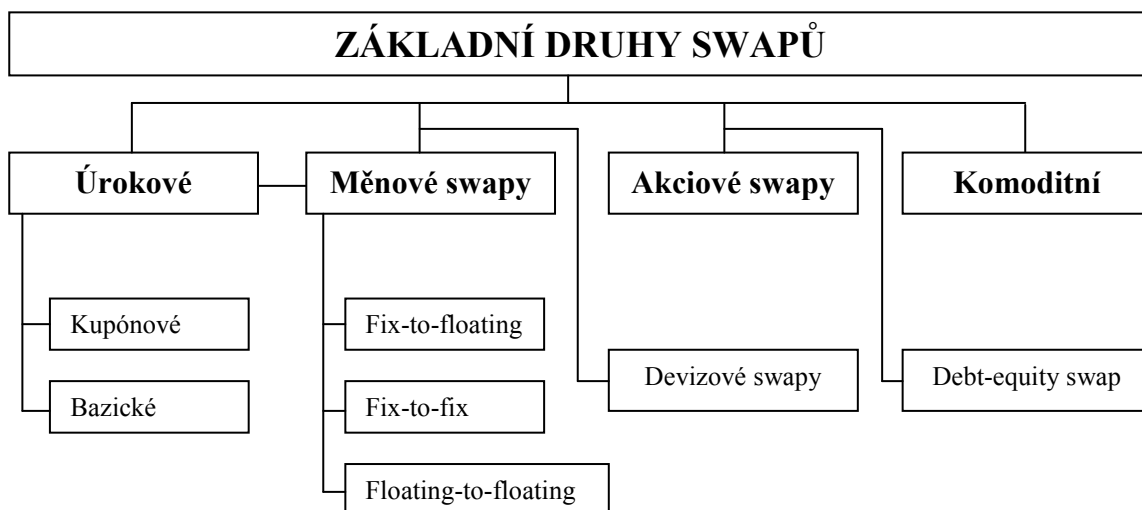 ZÁKLADNÍ DRUHY SWAPŮ
Úrokové
Měnové swapy
Akciové swapy
Komoditní
Kupónové
Fix-to-floating
Devizové swapy
Debt-equity swap
Bazické
Fix-to-fix
Floating-to-floating